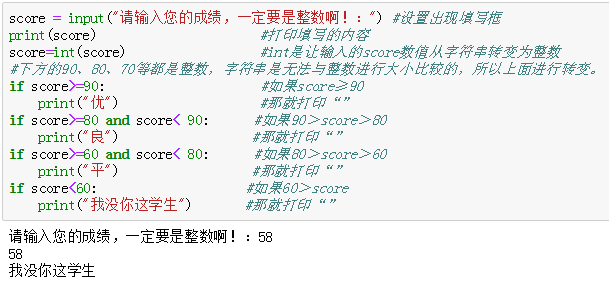 score = input("请输入您的成绩，一定要是整数啊！：") #设置出现填写框
print(score) #打印填写的内容
score=int(score) #int是让输入的score数值从字符串转变为整数
#下方的90、80、70等都是整数，字符串是无法与整数进行大小比较的，所以上面进行转变。
if score>=90: #如果score≥90
print("优") #那就打印“”
if score>=80 and score< 90: #如果90＞score＞80
print("良") #那就打印“”
if score>=60 and score< 80: #如果80＞score＞60
print("平") #那就打印“”
if score<60: #如果60＞score
print("我没你这学生") #那就打印“”
请输入您的成绩，一定要是整数啊！：58
58
我没你这学生